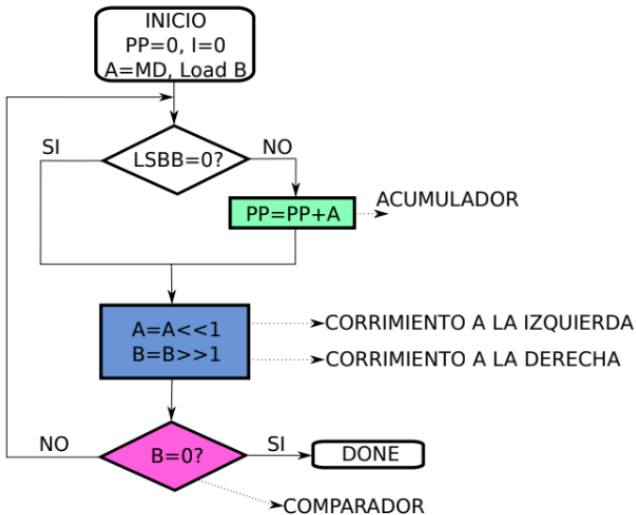 INICIO
PP=0, I=0
A=MD, Load B
SI
LSBB=0?
NO
PP=PP+A
ACUMULADOR
A=A<<1
B=B>>1
CORRIMIENTO A LA IZQUIERDA
CORRIMIENTO A LA DERECHA
NO
B=0?
SI
DONE
COMPARADOR